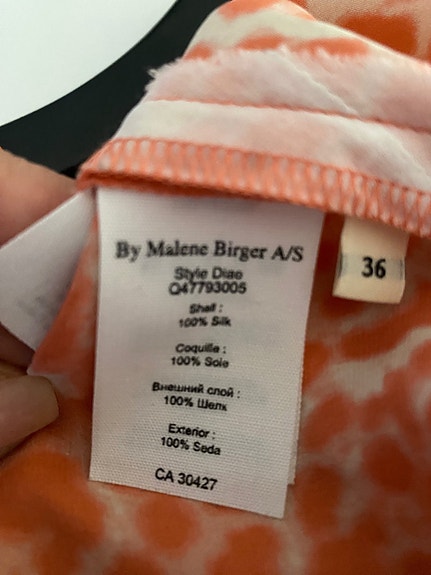 By Malene Birger A/S
36
Style Diao
Q47793005
Shell :
100% Silk
Coquille :
100% Soie
Внешний слой :
100% Шелк
Exterior :
100% Seda
CA 30427